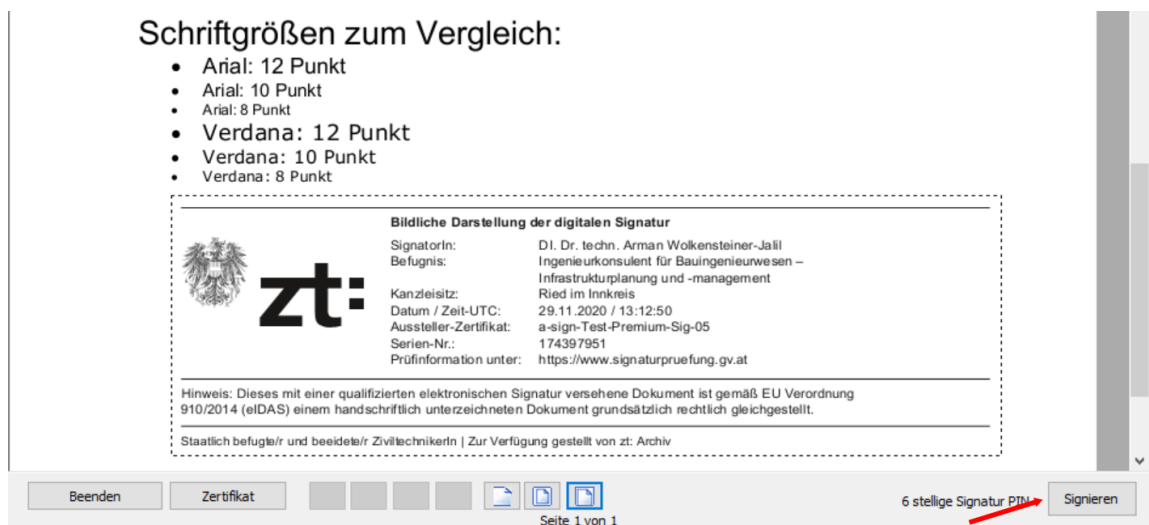 Schriftgrößen zum Vergleich:
• Arial: 12 Punkt
• Arial: 10 Punkt
• Arial: 8 Punkt
• Verdana: 12 Punkt
• Verdana: 10 Punkt
• Verdana: 8 Punkt
Bildliche Darstellung der digitalen Signatur
SignatorIn: DI. Dr. techn. Arman Wolkensteiner-Jalil
Befugnis: Ingenieurkonsulent für Bauingenieurwesen –
Infrastrukturplanung und -management
Kanzleisitz: Ried im Innkreis
Datum / Zeit-UTC: 29.11.2020 / 13:12:50
Aussteller-Zertifikat: a-sign-Test-Premium-Sig-05
Serien-Nr.: 174397951
Prüfinformation unter: https://www.signaturpruefung.gv.at
zt:
Hinweis: Dieses mit einer qualifizierten elektronischen Signatur versehene Dokument ist gemäß EU Verordnung
910/2014 (eIDAS) einem handschriftlich unterzeichneten Dokument grundsätzlich rechtlich gleichgestellt.
Staatlich befugte/r und beeidete/r ZiviltechnikerIn | Zur Verfügung gestellt von zt: Archiv
Beenden Zertifikat 6 stellige Signatur PIN Signieren
Seite 1 von 1